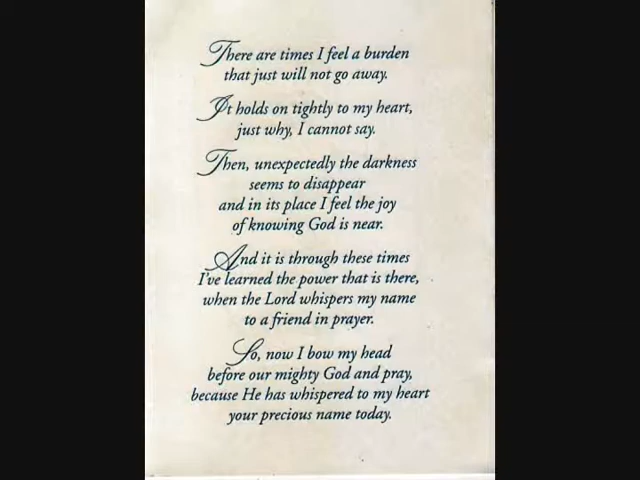 There are times I feel a burden
that just will not go away.
It holds on tightly to my heart,
just why, I cannot say.
Then, unexpectedly the darkness
seems to disappear
and in its place I feel the joy
of knowing God is near.
And it is through these times
I've learned the power that is there,
when the Lord whispers my name
to a friend in prayer.
So, now I bow my head
before our mighty God and pray,
because He has whispered to my heart
your precious name today.